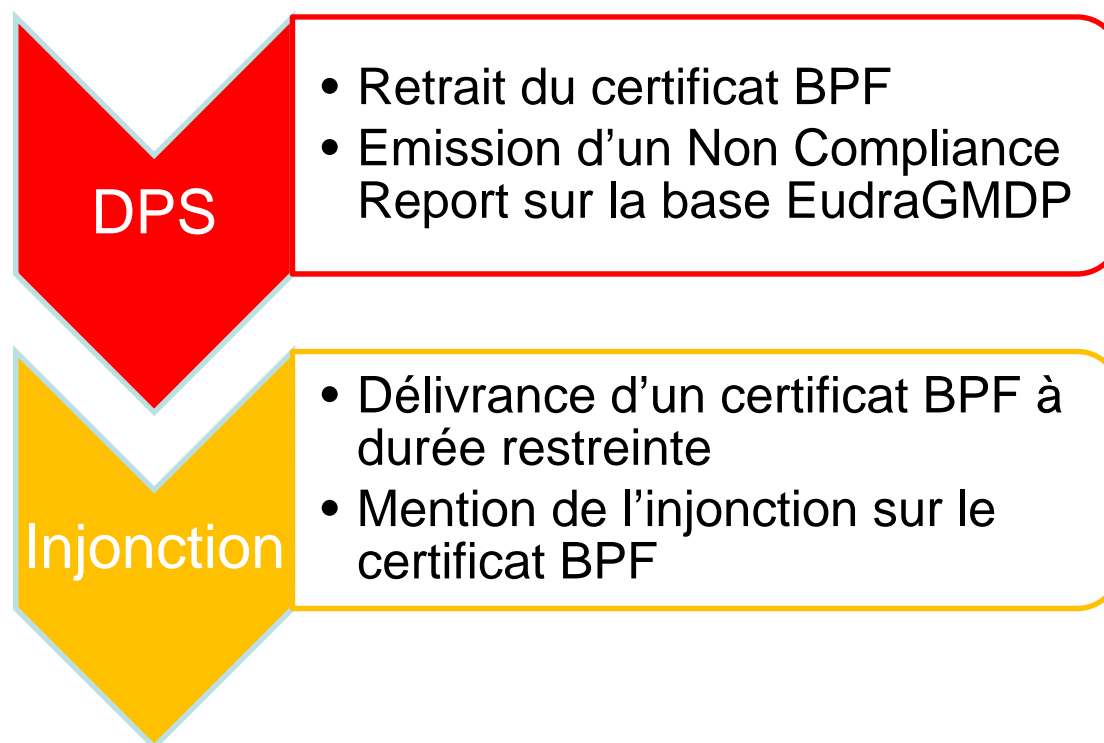 DPS
• Retrait du certificat BPF
• Emission d’un Non Compliance
Report sur la base EudraGMDP
Injonction
• Délivrance d’un certificat BPF à
durée restreinte
• Mention de l’injonction sur le
certificat BPF